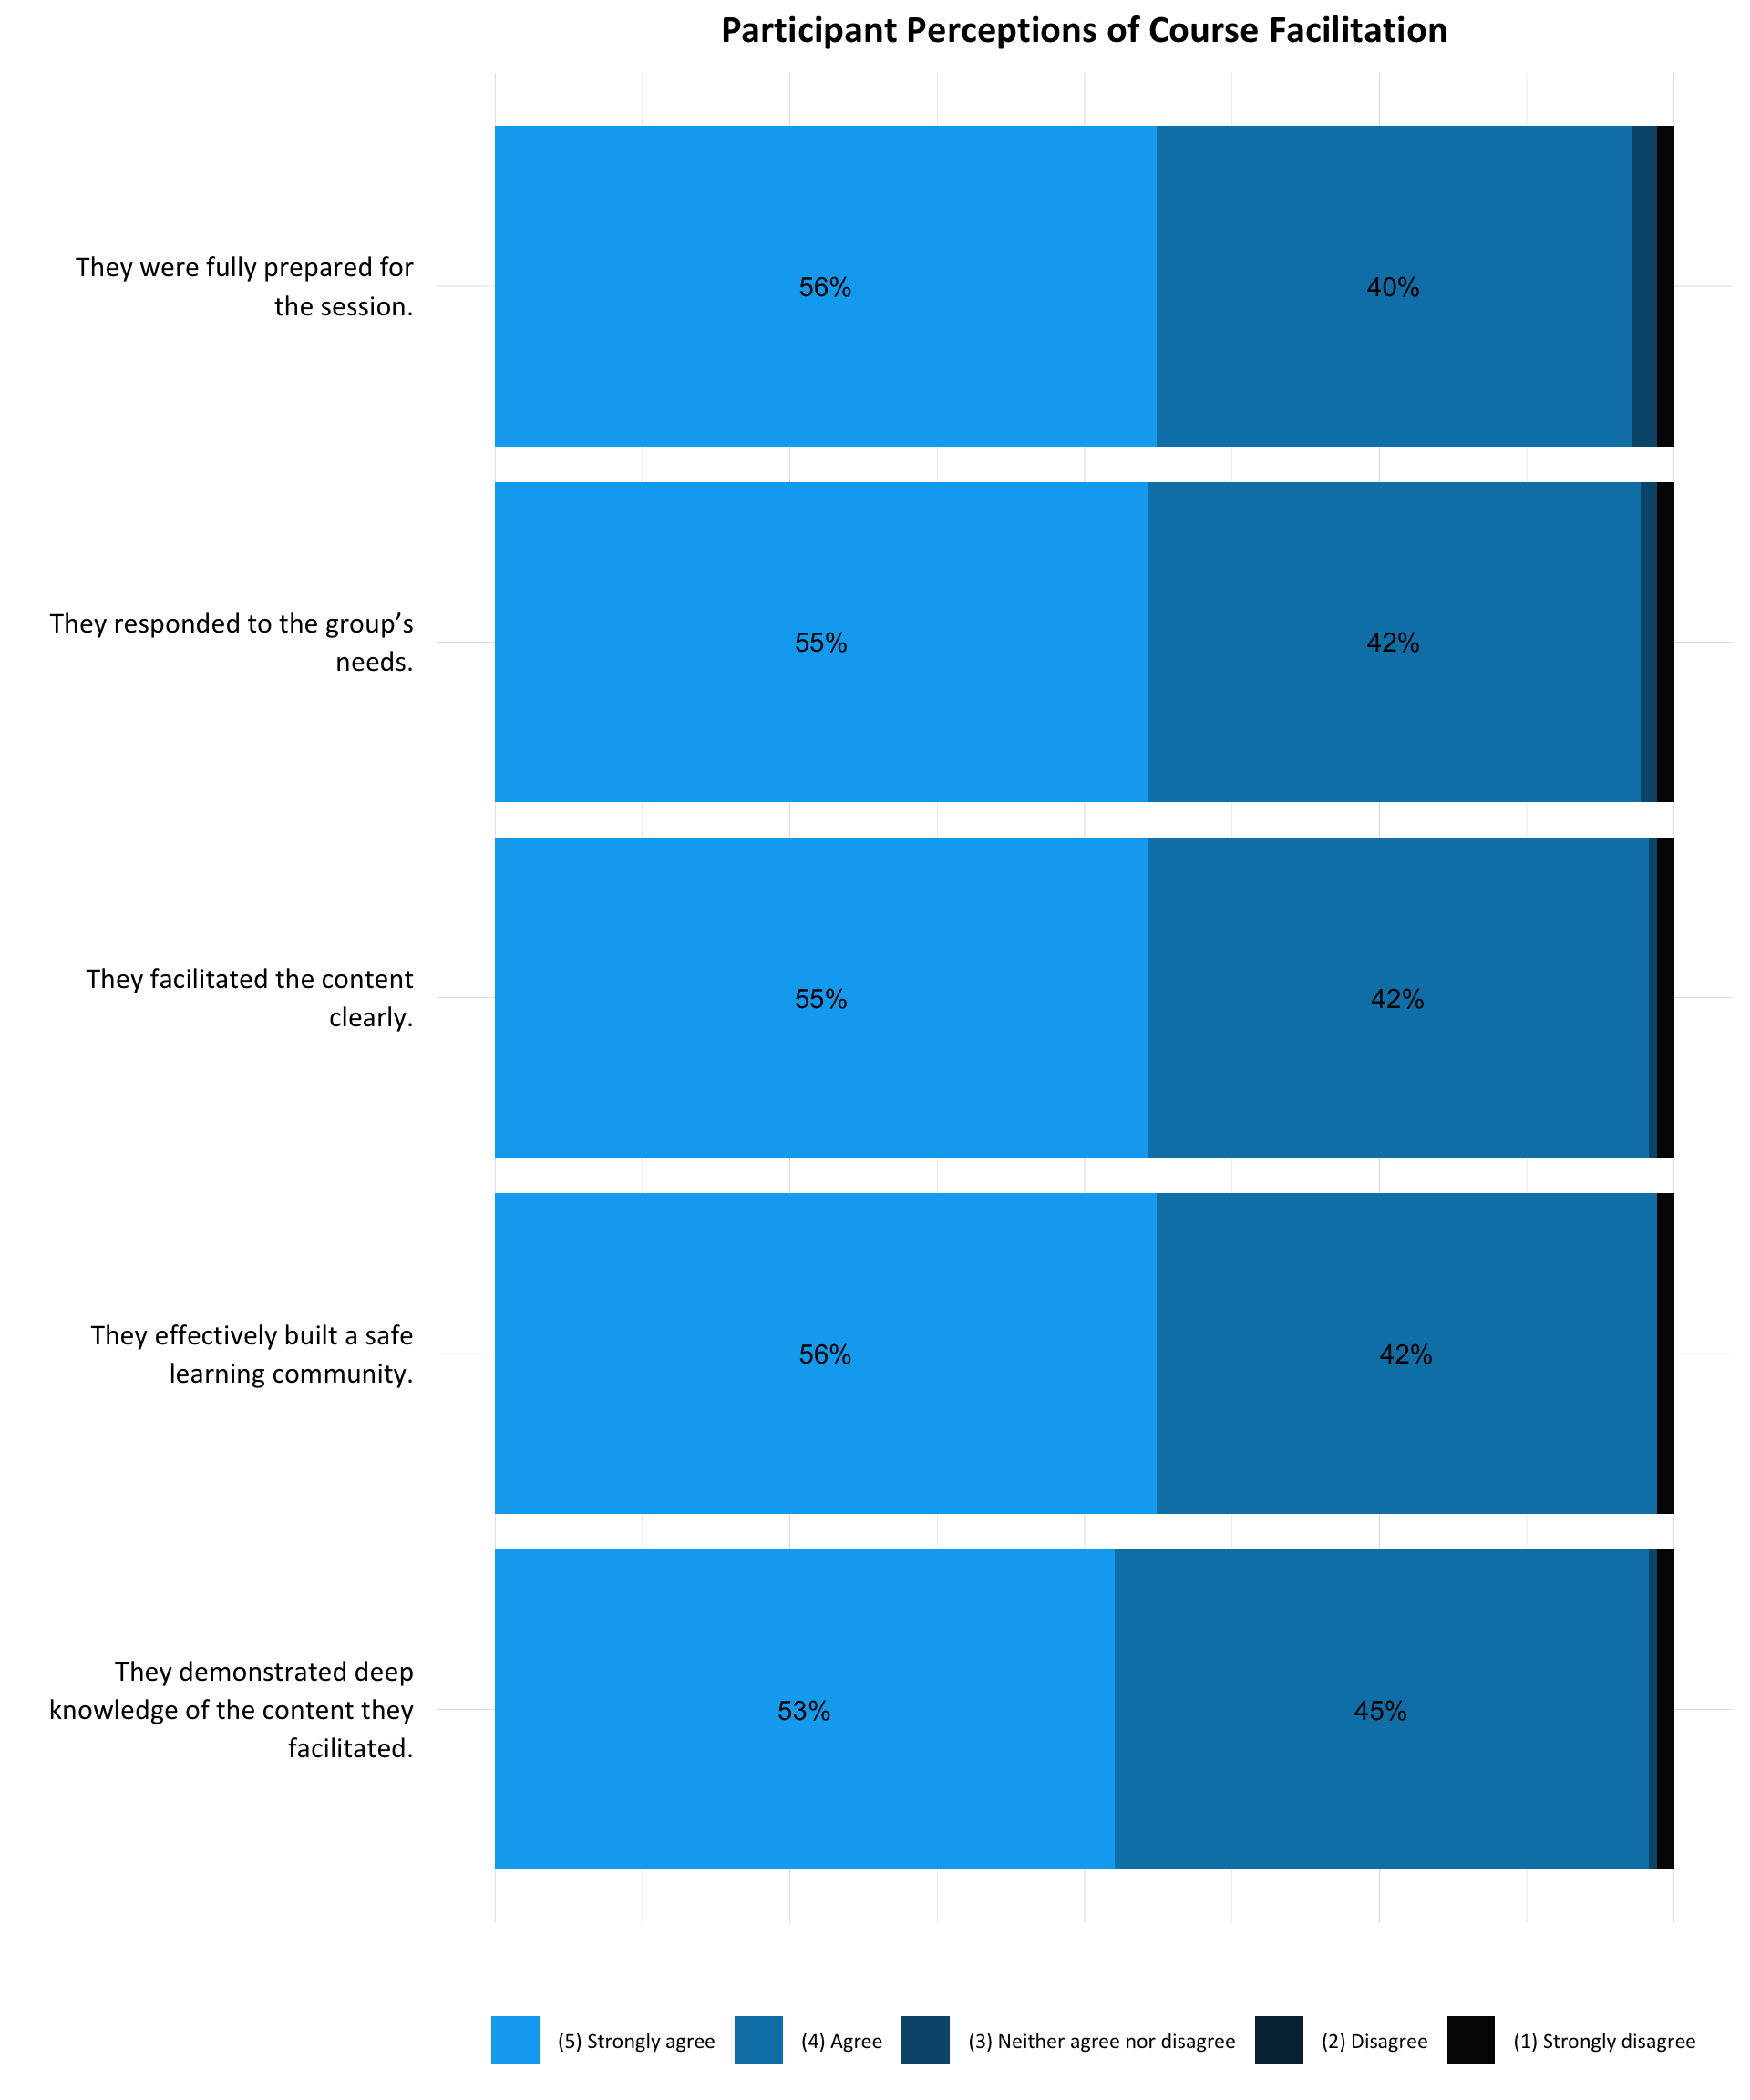 Participant Perceptions of Course Facilitation
They were fully prepared for
the session.
56%
40%
They responded to the group’s
needs.
55%
42%
They facilitated the content
clearly.
55%
42%
They effectively built a safe
learning community.
56%
42%
They demonstrated deep
knowledge of the content they
facilitated.
53%
45%
(5) Strongly agree
(4) Agree
(3) Neither agree nor disagree
(2) Disagree
(1) Strongly disagree